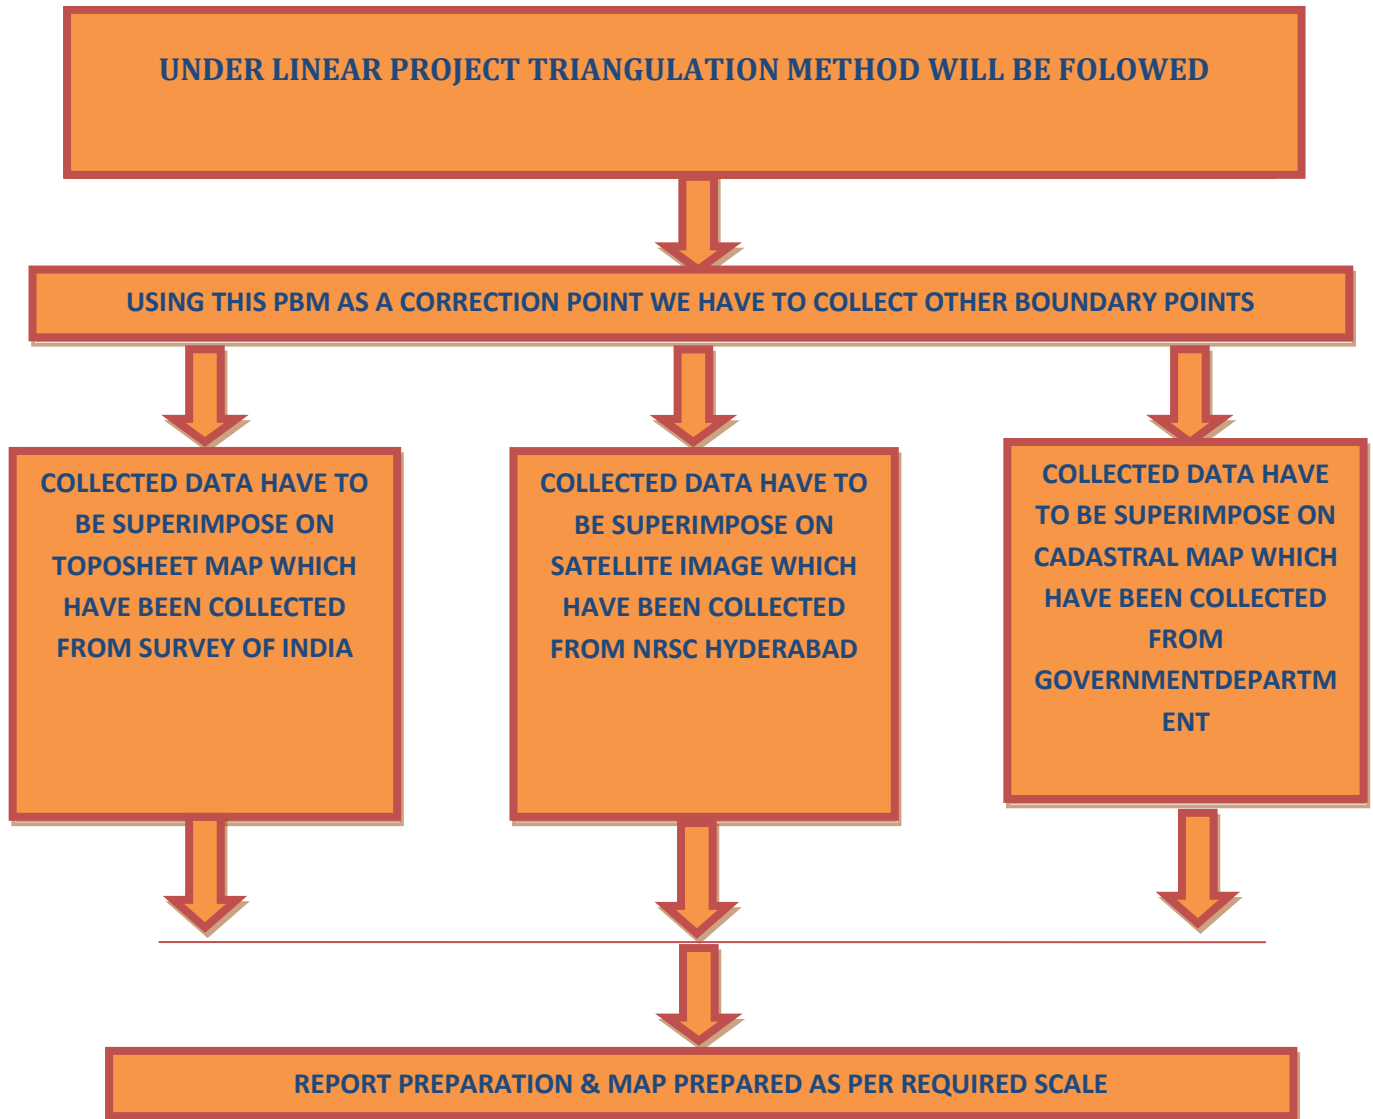 UNDER LINEAR PROJECT TRIANGULATION METHOD WILL BE FOLOWED
USING THIS PBM AS A CORRECTION POINT WE HAVE TO COLLECT OTHER BOUNDARY POINTS
COLLECTED DATA HAVE TO
BE SUPERIMPOSE ON
TOPOSHEET MAP WHICH
HAVE BEEN COLLECTED
FROM SURVEY OF INDIA
COLLECTED DATA HAVE TO
BE SUPERIMPOSE ON
SATELLITE IMAGE WHICH
HAVE BEEN COLLECTED
FROM NRSC HYDERABAD
COLLECTED DATA HAVE
TO BE SUPERIMPOSE ON
CADASTRAL MAP WHICH
HAVE BEEN COLLECTED
FROM
GOVERNMENTDEPARTM
ENT
REPORT PREPARATION & MAP PREPARED AS PER REQUIRED SCALE